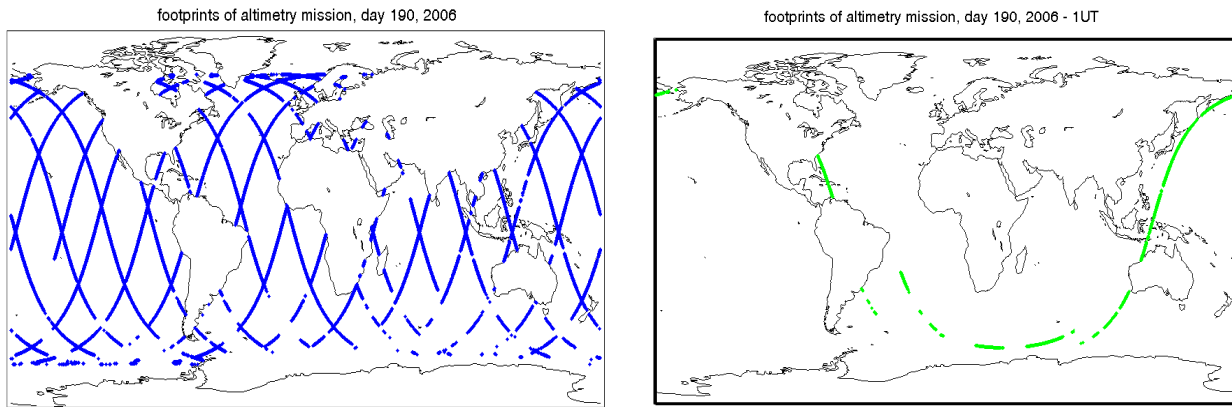 footprints of altimetry mission, day 190, 2006
footprints of altimetry mission, day 190, 2006 - 1UT